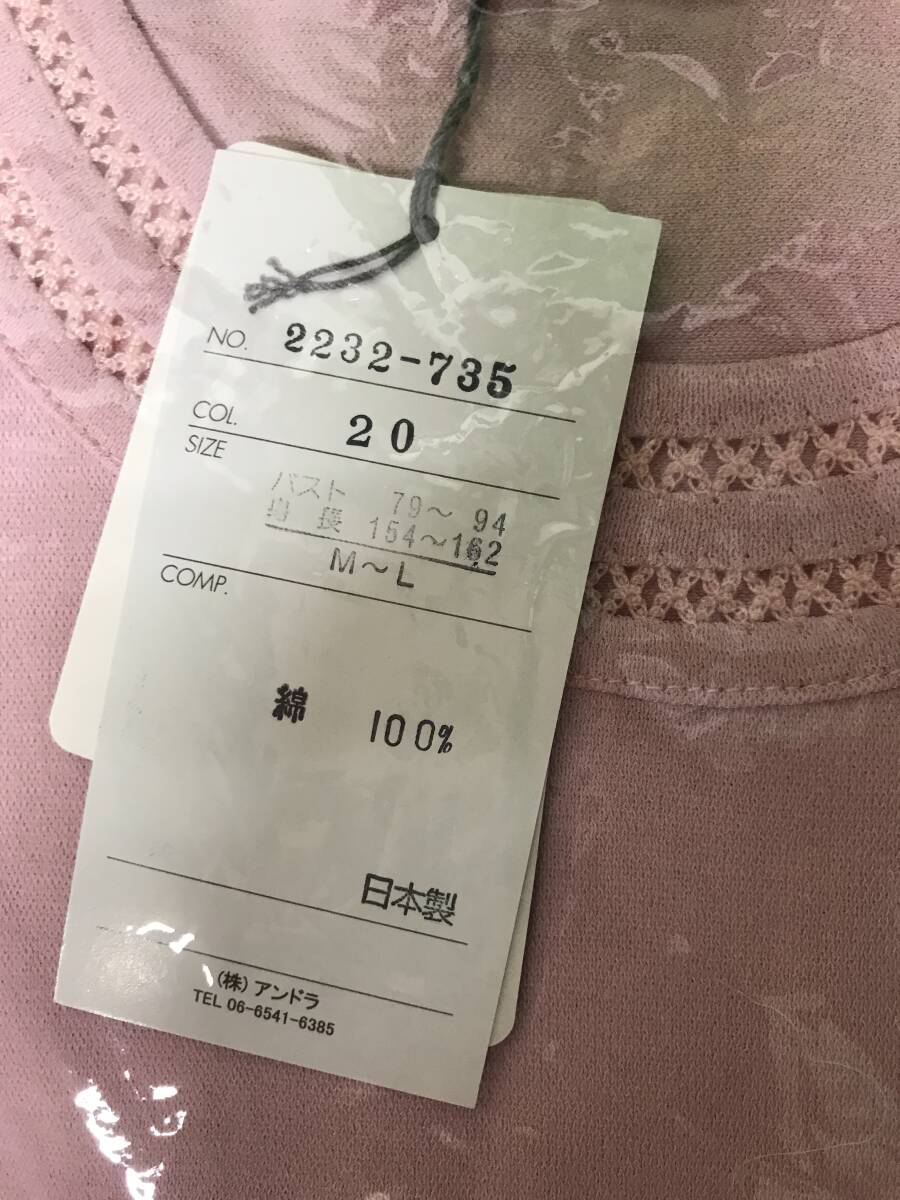 NO. 2232-735
COL. 20
SIZE
バスト 79～ 94
身 長 154～162
M～L
COMP.
綿 100%
日本製
(株)アンドラ
TEL 06-6541-6385